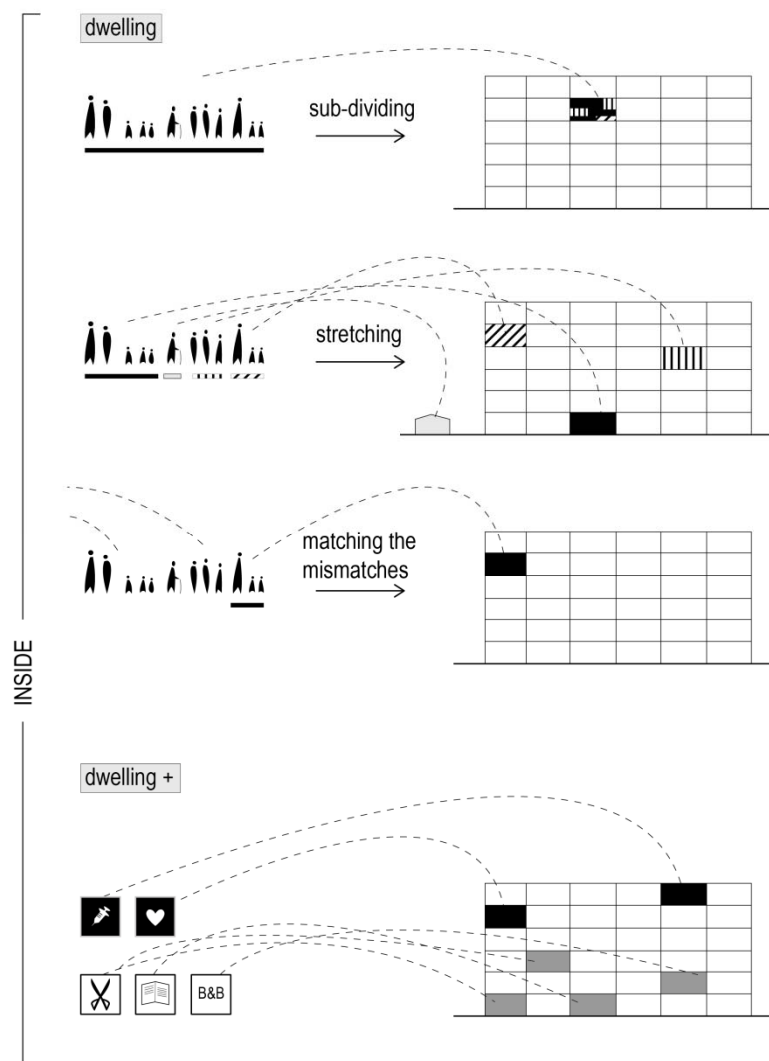 dwelling
sub-dividing
stretching
matching the
mismatches
INSIDE
dwelling +
B&B